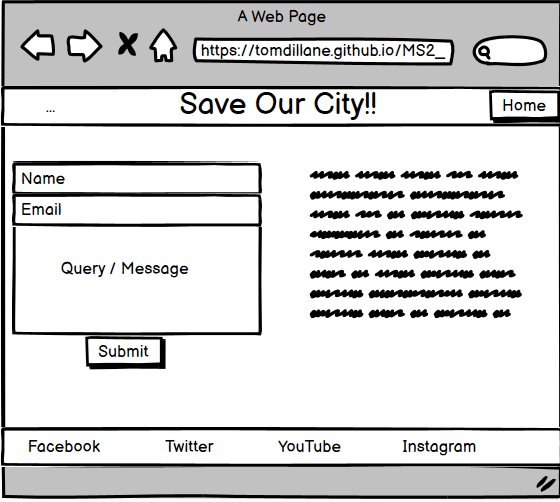 A Web Page
https://tomdillane.github.io/MS2_
... Save Our City!! Home
Name
Email
Query / Message
Submit
Facebook Twitter YouTube Instagram